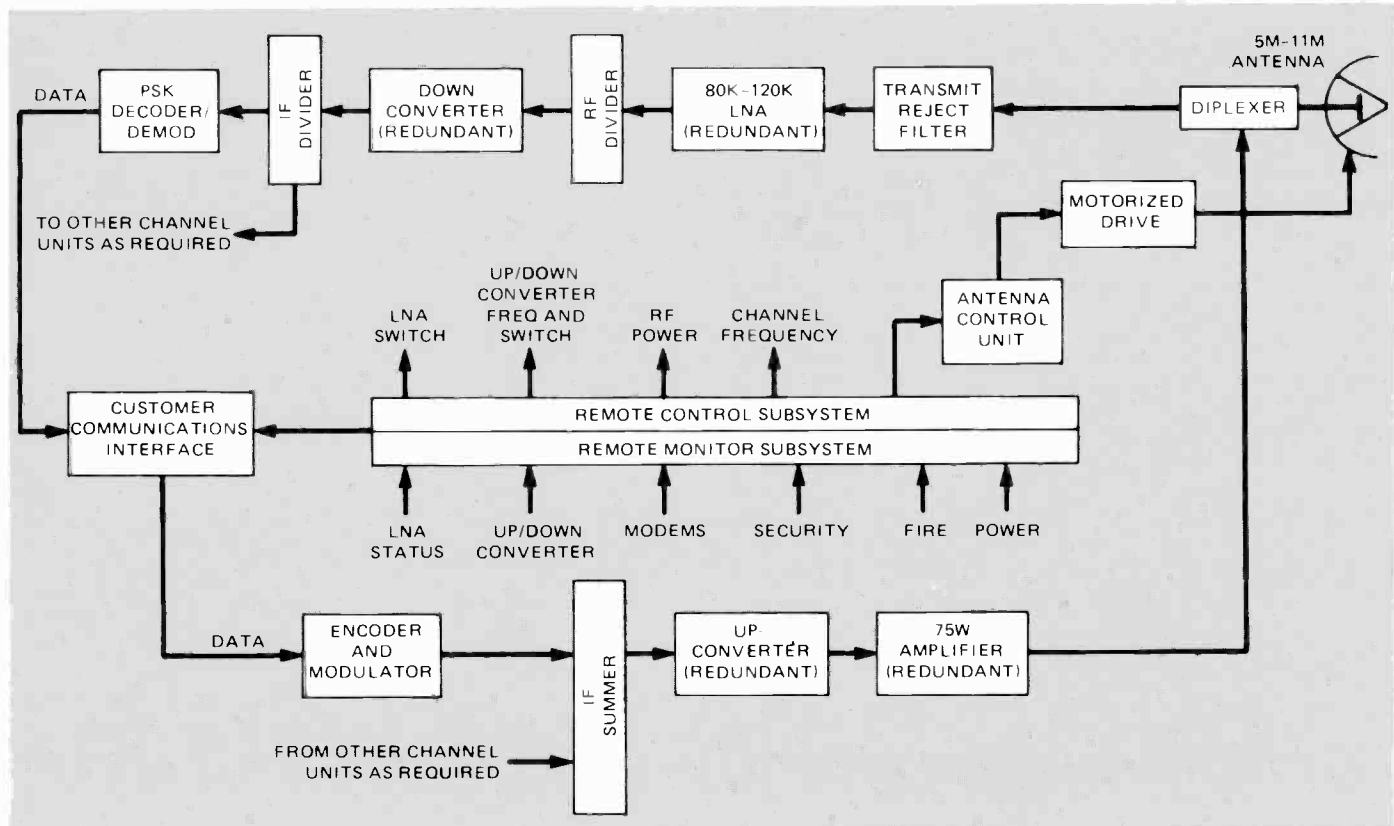 5M-11M
ANTENNA
DATA
PSK
DECODER/
DEMOD
IF DIVIDER
DOWN
CONVERTER
(REDUNDANT)
RF DIVIDER
80K-120K
LNA
(REDUNDANT)
TRANSMIT
REJECT
FILTER
DIPLEXER
TO OTHER CHANNEL
UNITS AS REQUIRED
MOTORIZED
DRIVE
ANTENNA
CONTROL
UNIT
LNA
SWITCH
UP/DOWN
CONVERTER
FREQ AND
SWITCH
RF
POWER
CHANNEL
FREQUENCY
CUSTOMER
COMMUNICATIONS
INTERFACE
REMOTE CONTROL SUBSYSTEM
REMOTE MONITOR SUBSYSTEM
LNA
STATUS
UP/DOWN
CONVERTER
MODEMS
SECURITY
FIRE
POWER
DATA
ENCODER
AND
MODULATOR
IF
SUMMER
UP-
CONVERTER
(REDUNDANT)
75W
AMPLIFIER
(REDUNDANT)
FROM OTHER CHANNEL
UNITS AS REQUIRED